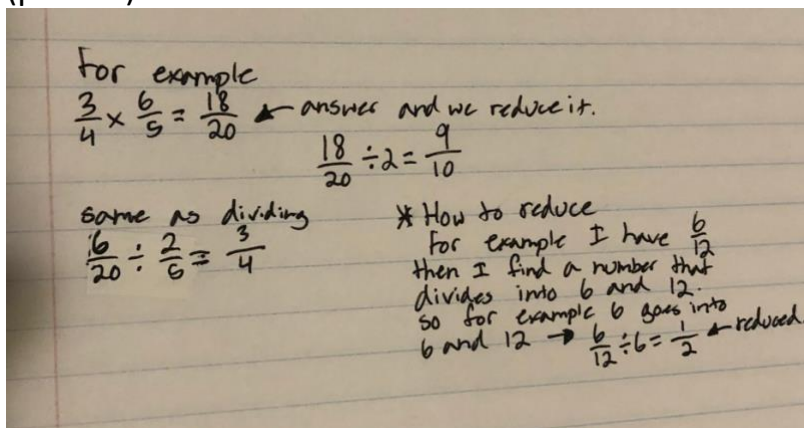 For example
3/4 × 6/5 = 18/20 ← answer and we reduce it.
18/20 ÷ 2 = 9/10
same as dividing
6/20 ÷ 2/5 = 3/4
* How to reduce
For example I have 6/12
then I find a number that
divides into 6 and 12.
so for example 6 goes into
6 and 12 → 6/12 ÷ 6 = 1/2 ← reduced.